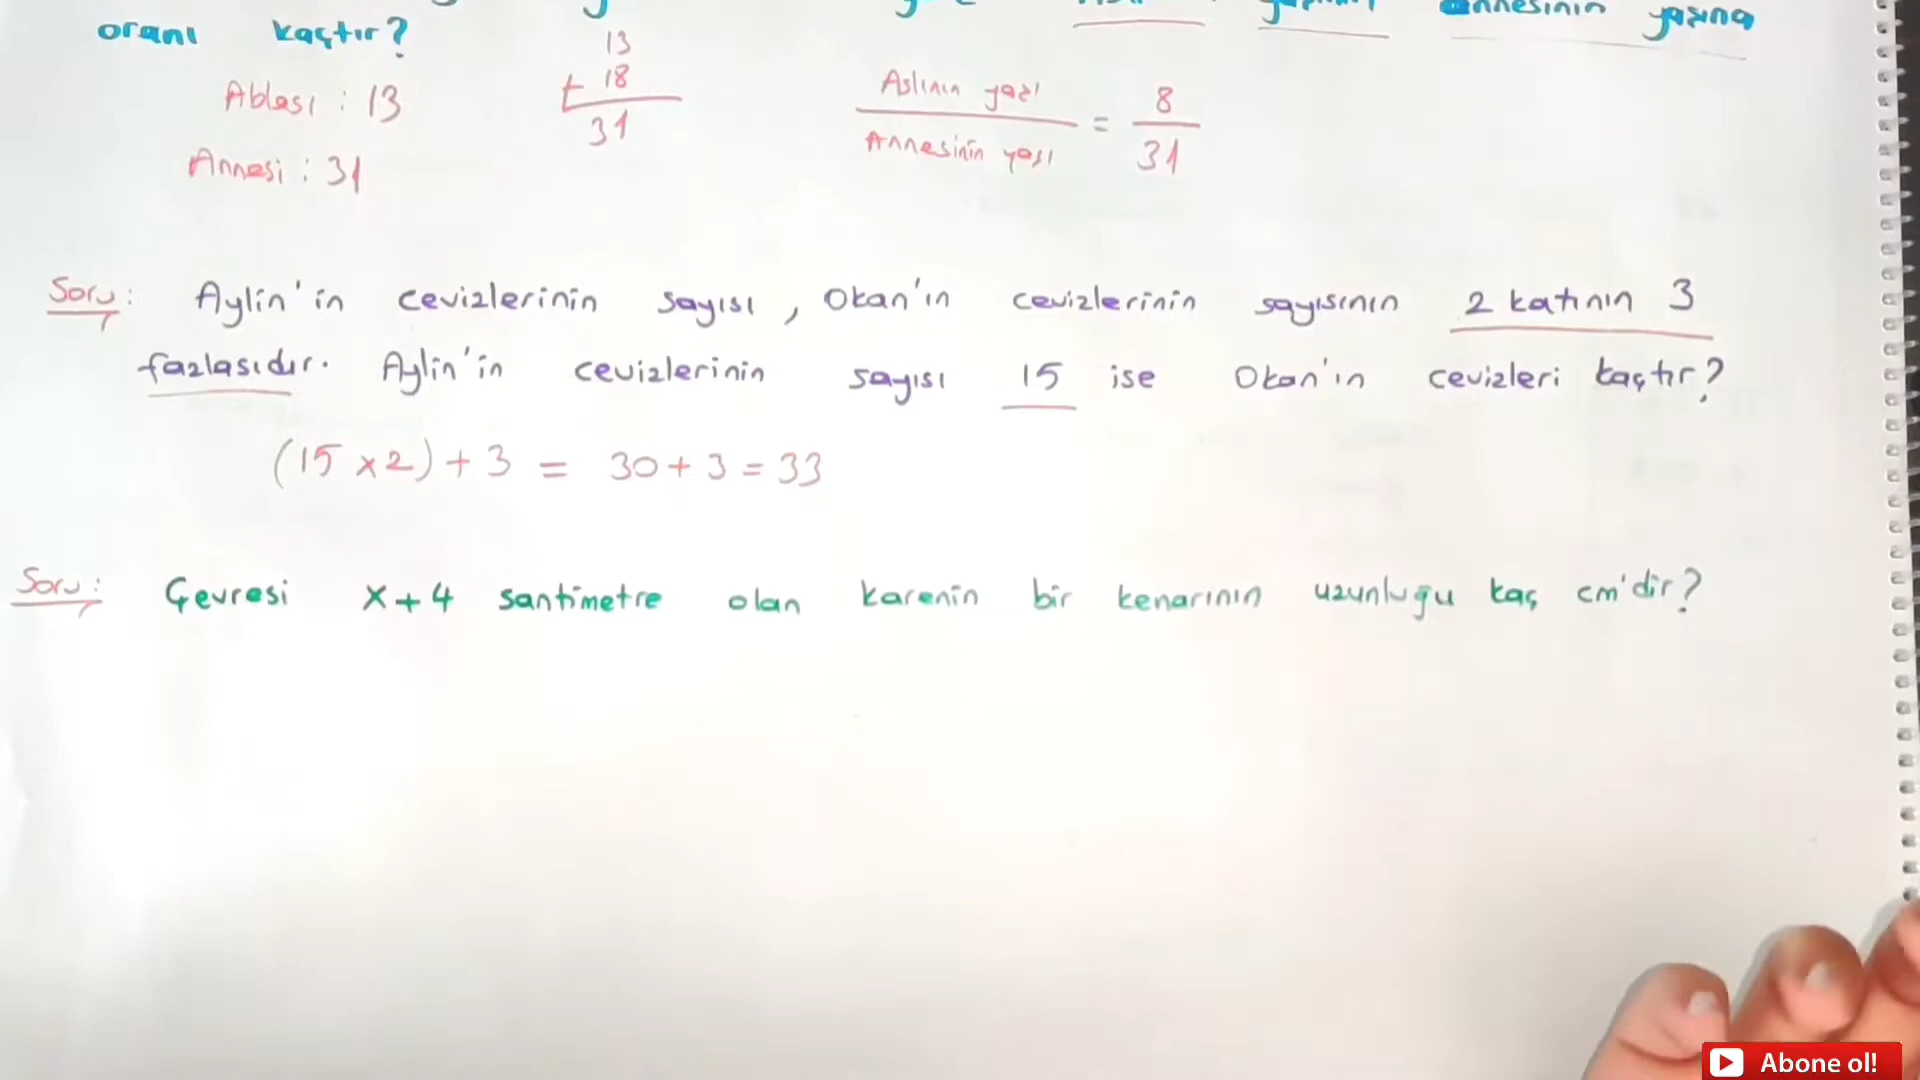 annesinin yaşına
oranı kaçtır?
13
+ 18
31
Ablası : 13
Annesi : 31
Aslının yaşı
Annesinin yaşı
=
8
31
Soru: Aylin'in cevizlerinin sayısı, Okan'ın cevizlerinin sayısının 2 katının 3
fazlasıdır. Aylin'in cevizlerinin sayısı 15 ise Okan'ın cevizleri kaçtır?
(15 x 2) + 3 = 30 + 3 = 33
Soru: Çevresi x+4 santimetre olan karenin bir kenarının uzunluğu kaç cm'dir?
Abone ol!